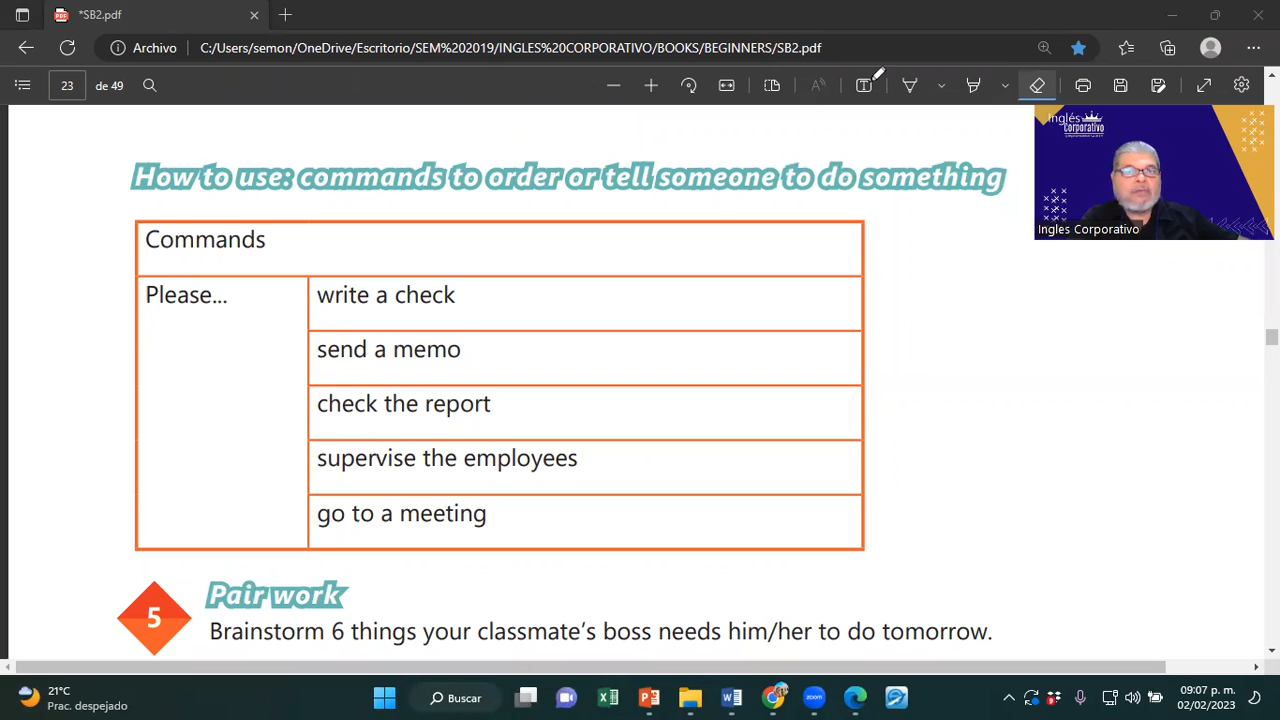 *SB2.pdf
Archivo
C:/Users/semon/OneDrive/Escritorio/SEM%202019/INGLES%20CORPORATIVO/BOOKS/BEGINNERS/SB2.pdf
23 de 49
How to use: commands to order or tell someone to do something
Inglés
Corporativo
Ingles Corporativo
Commands
Please...
write a check
send a memo
check the report
supervise the employees
go to a meeting
5
Pair work
Brainstorm 6 things your classmate's boss needs him/her to do tomorrow.
21°C
Prac. despejado
Buscar
zoom
09:07 p. m.
02/02/2023